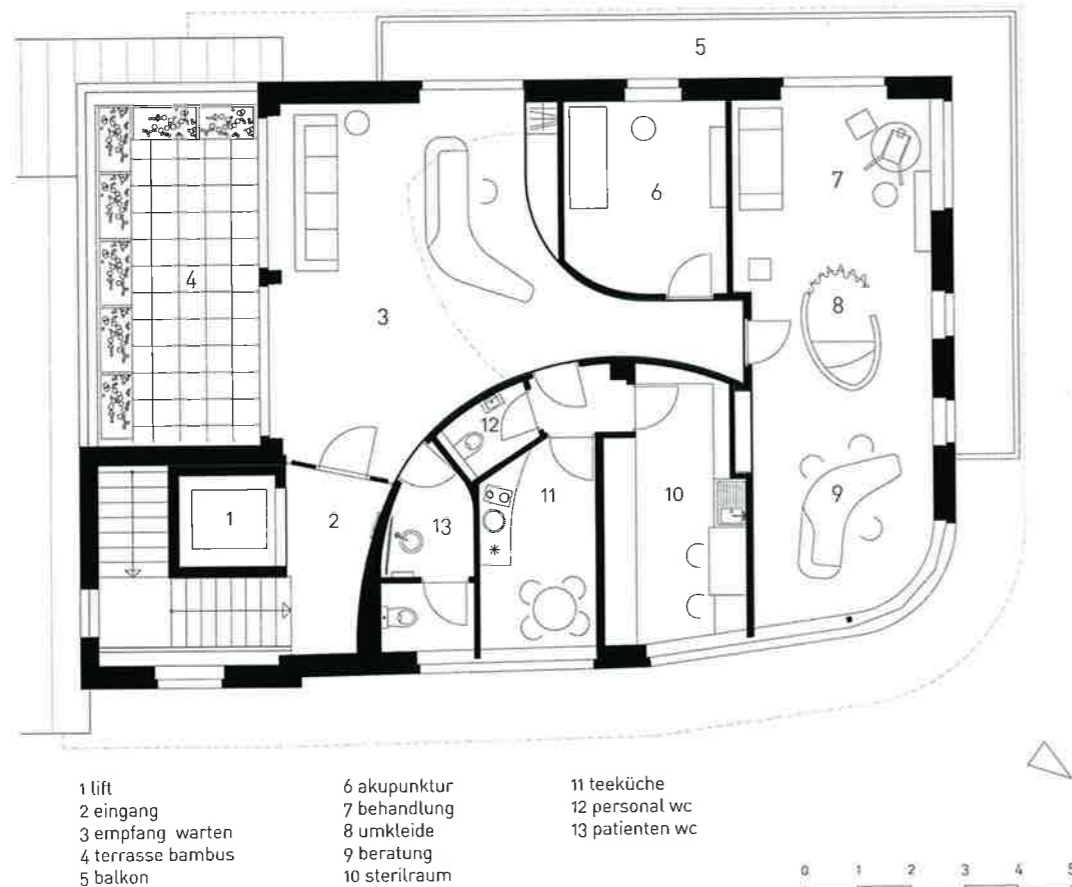 5
6
7
4
8
3
12
9
11
10
1
2
13
*
1 lift
2 eingang
3 empfang warten
4 terrasse bambus
5 balkon
6 akupunktur
7 behandlung
8 umkleide
9 beratung
10 sterilraum
11 teeküche
12 personal wc
13 patienten wc
0 1 2 3 4 5